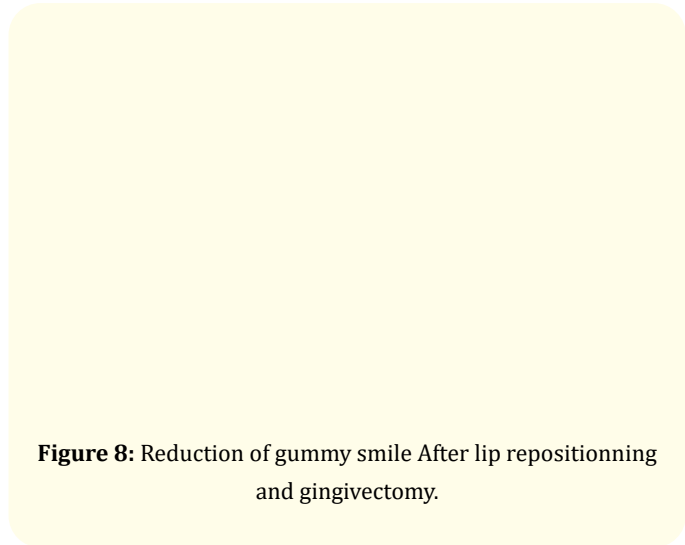 Figure 8: Reduction of gummy smile After lip repositionning
and gingivectomy.